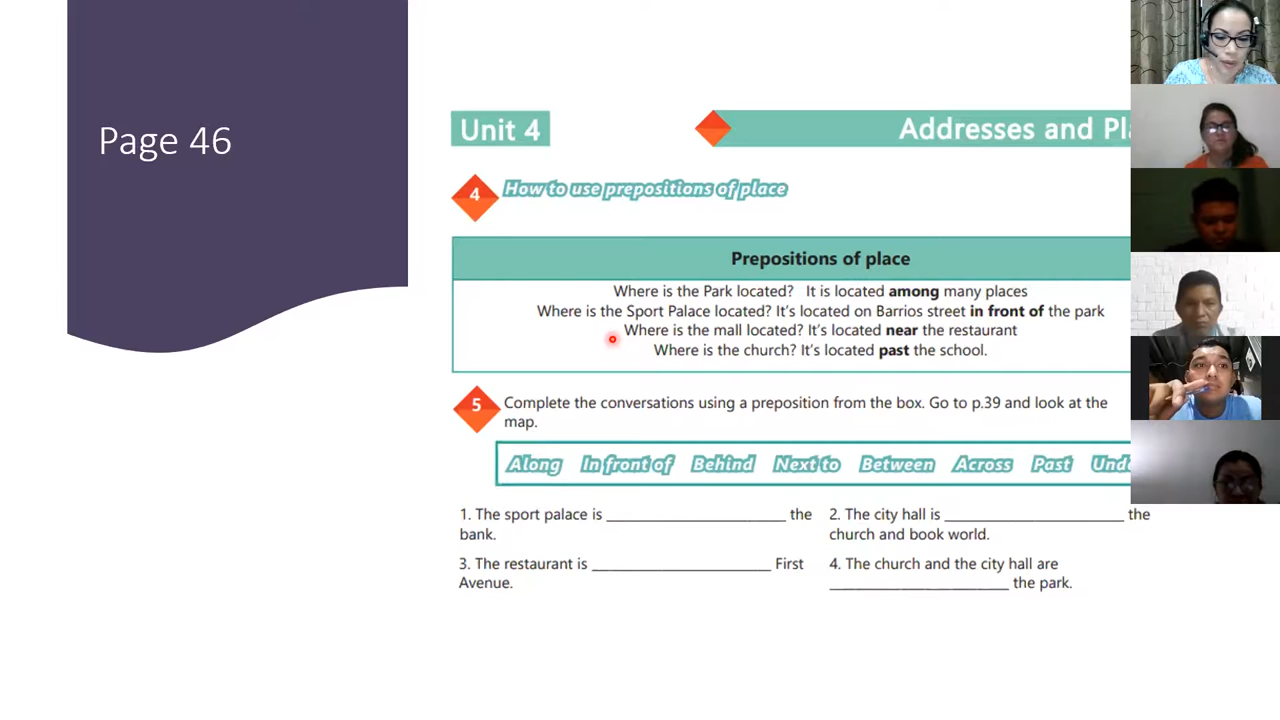 Page 46
Unit 4
Addresses and Pl
4
How to use prepositions of place
Prepositions of place
Where is the Park located? It is located among many places
Where is the Sport Palace located? It's located on Barrios street in front of the park
Where is the mall located? It's located near the restaurant
Where is the church? It's located past the school.
5
Complete the conversations using a preposition from the box. Go to p.39 and look at the
map.
Along In front of Behind Next to Between Across Past Unde
1. The sport palace is ____________________ the
bank.
2. The city hall is ____________________ the
church and book world.
3. The restaurant is ____________________ First
Avenue.
4. The church and the city hall are
____________________ the park.